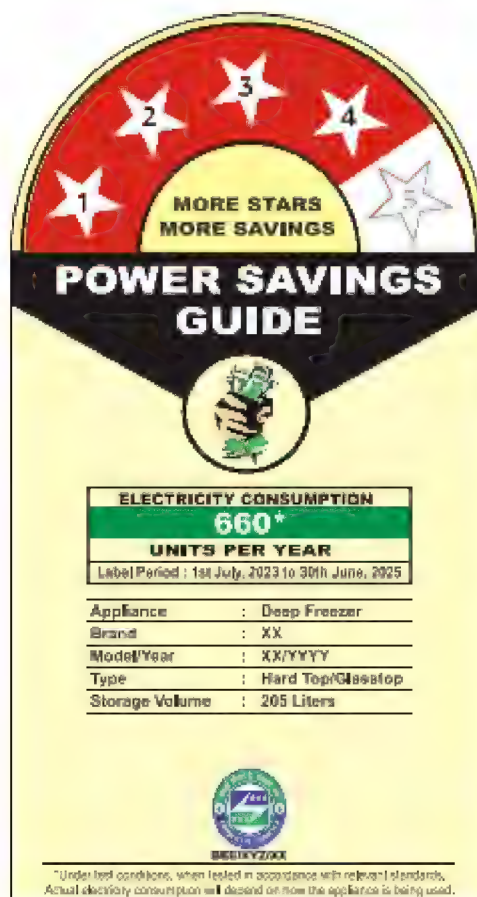 1
2
3
4
5
MORE STARS
MORE SAVINGS
POWER SAVINGS
GUIDE
ELECTRICITY CONSUMPTION
660*
UNITS PER YEAR
Label Period : 1st July, 2023 to 30th June, 2025
Appliance : Deep Freezer
Brand : XX
Model/Year : XX/YYYY
Type : Hard Top/Glasstop
Storage Volume : 205 Liters
*Under test conditions, when tested in accordance with relevant standards.
Actual electricity consumption will depend on how the appliance is being used.